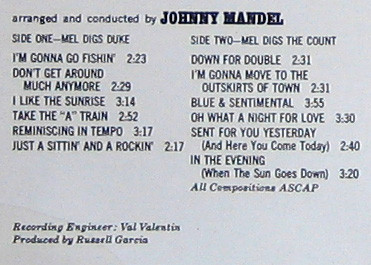 arranged and conducted by JOHNNY MANDEL
SIDE ONE—MEL DIGS DUKE
I'M GONNA GO FISHIN' 2:23
DON'T GET AROUND
MUCH ANYMORE 2:29
I LIKE THE SUNRISE 3:14
TAKE THE "A" TRAIN 2:52
REMINISCING IN TEMPO 3:17
JUST A SITTIN' AND A ROCKIN' 2:17
SIDE TWO—MEL DIGS THE COUNT
DOWN FOR DOUBLE 2:31
I'M GONNA MOVE TO THE
OUTSKIRTS OF TOWN 2:31
BLUE & SENTIMENTAL 3:55
OH WHAT A NIGHT FOR LOVE 3:30
SENT FOR YOU YESTERDAY
(And Here You Come Today) 2:40
IN THE EVENING
(When The Sun Goes Down) 3:20
All Compositions ASCAP
Recording Engineer: Val Valentin
Produced by Russell Garcia